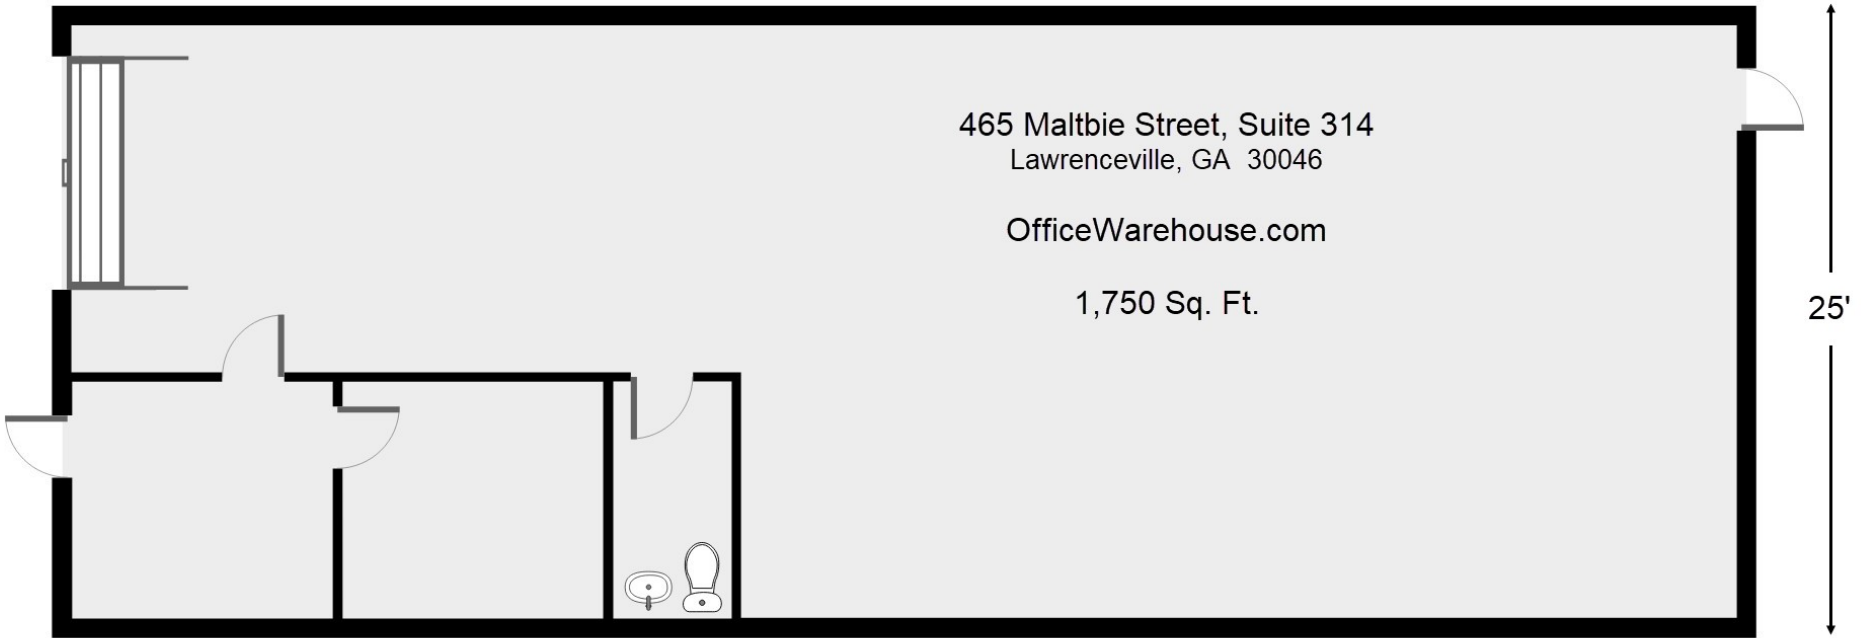 465 Maltbie Street, Suite 314
Lawrenceville, GA  30046
OfficeWarehouse.com
1,750 Sq. Ft.
25'